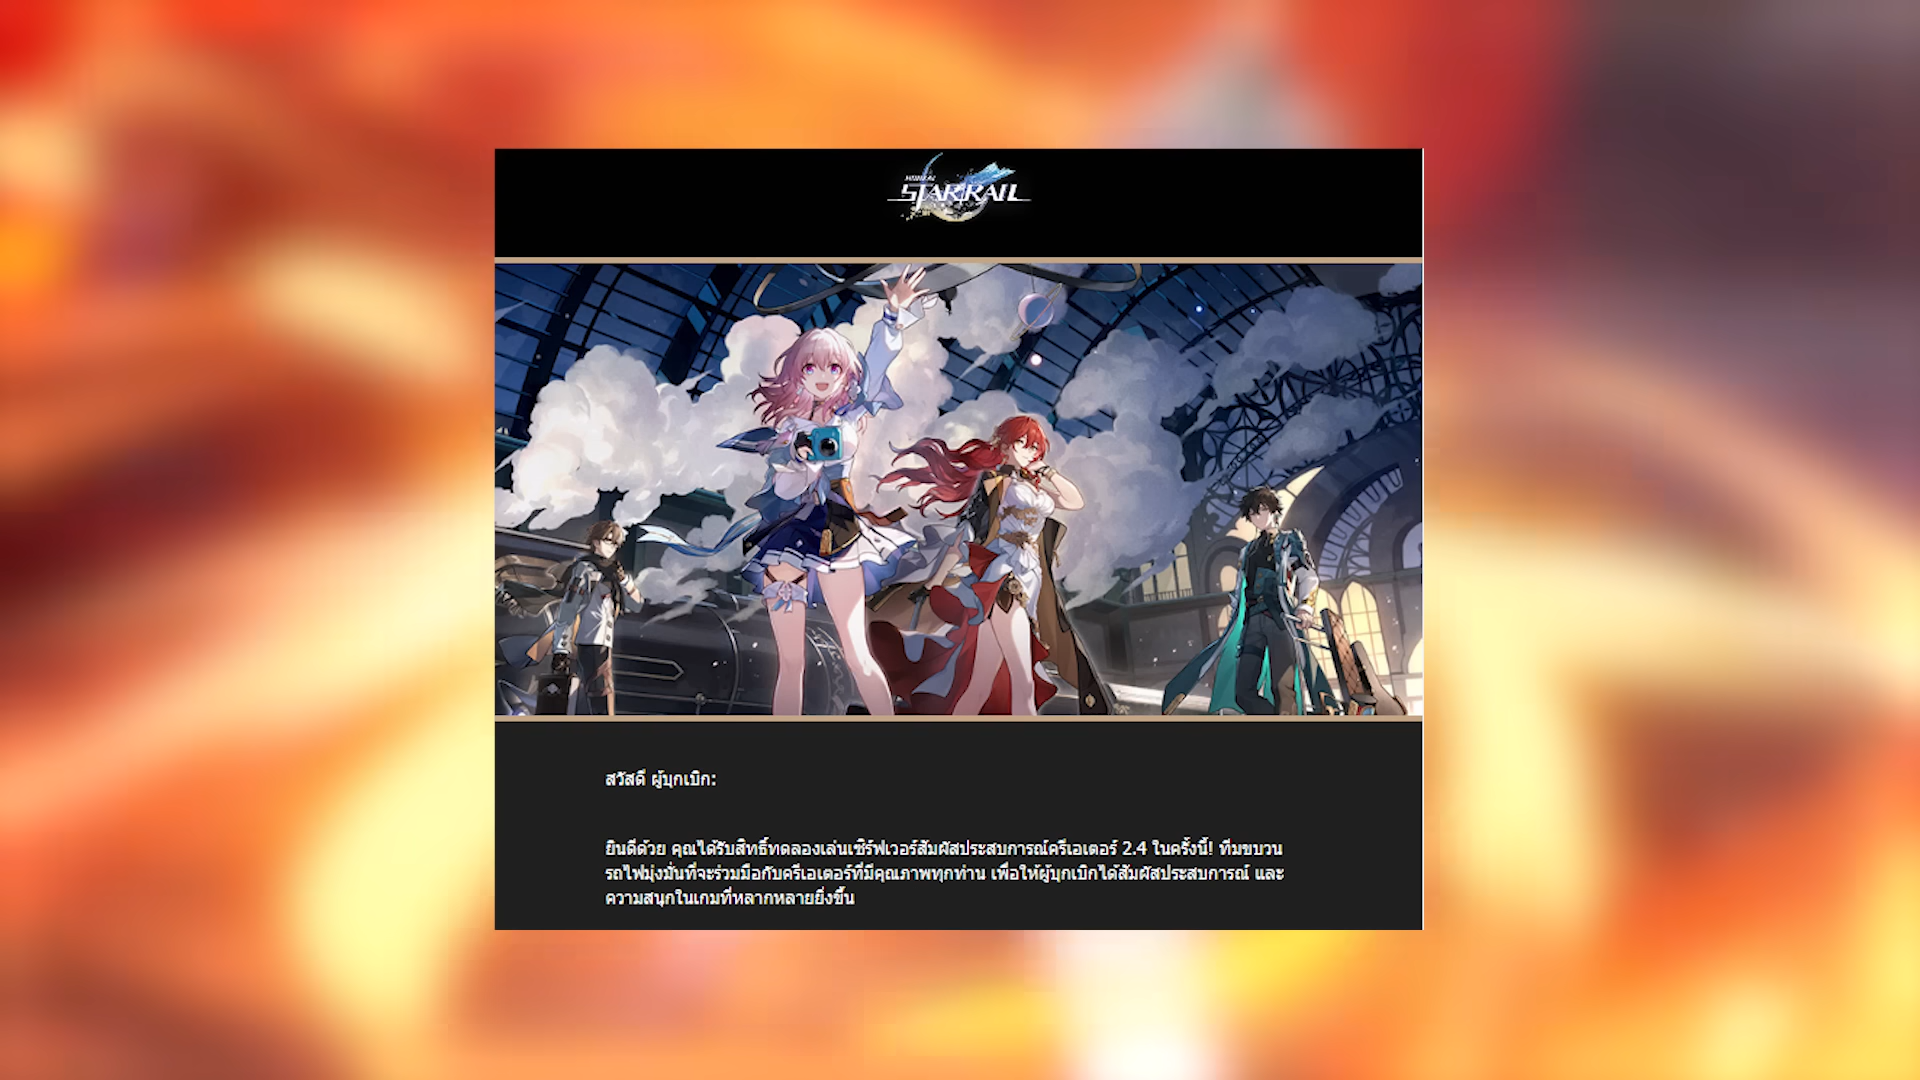 HONKAI
STAR RAIL
สวัสดี ผู้บุกเบิก:
ยินดีด้วย คุณได้รับสิทธิ์ทดลองเล่นเซิร์ฟเวอร์สัมผัสประสบการณ์ครีเอเตอร์ 2.4 ในครั้งนี้! ทีมขบวน
รถไฟมุ่งมั่นที่จะร่วมมือกับครีเอเตอร์ที่มีคุณภาพทุกท่าน เพื่อให้ผู้บุกเบิกได้สัมผัสประสบการณ์ และ
ความสนุกในเกมที่หลากหลายยิ่งขึ้น